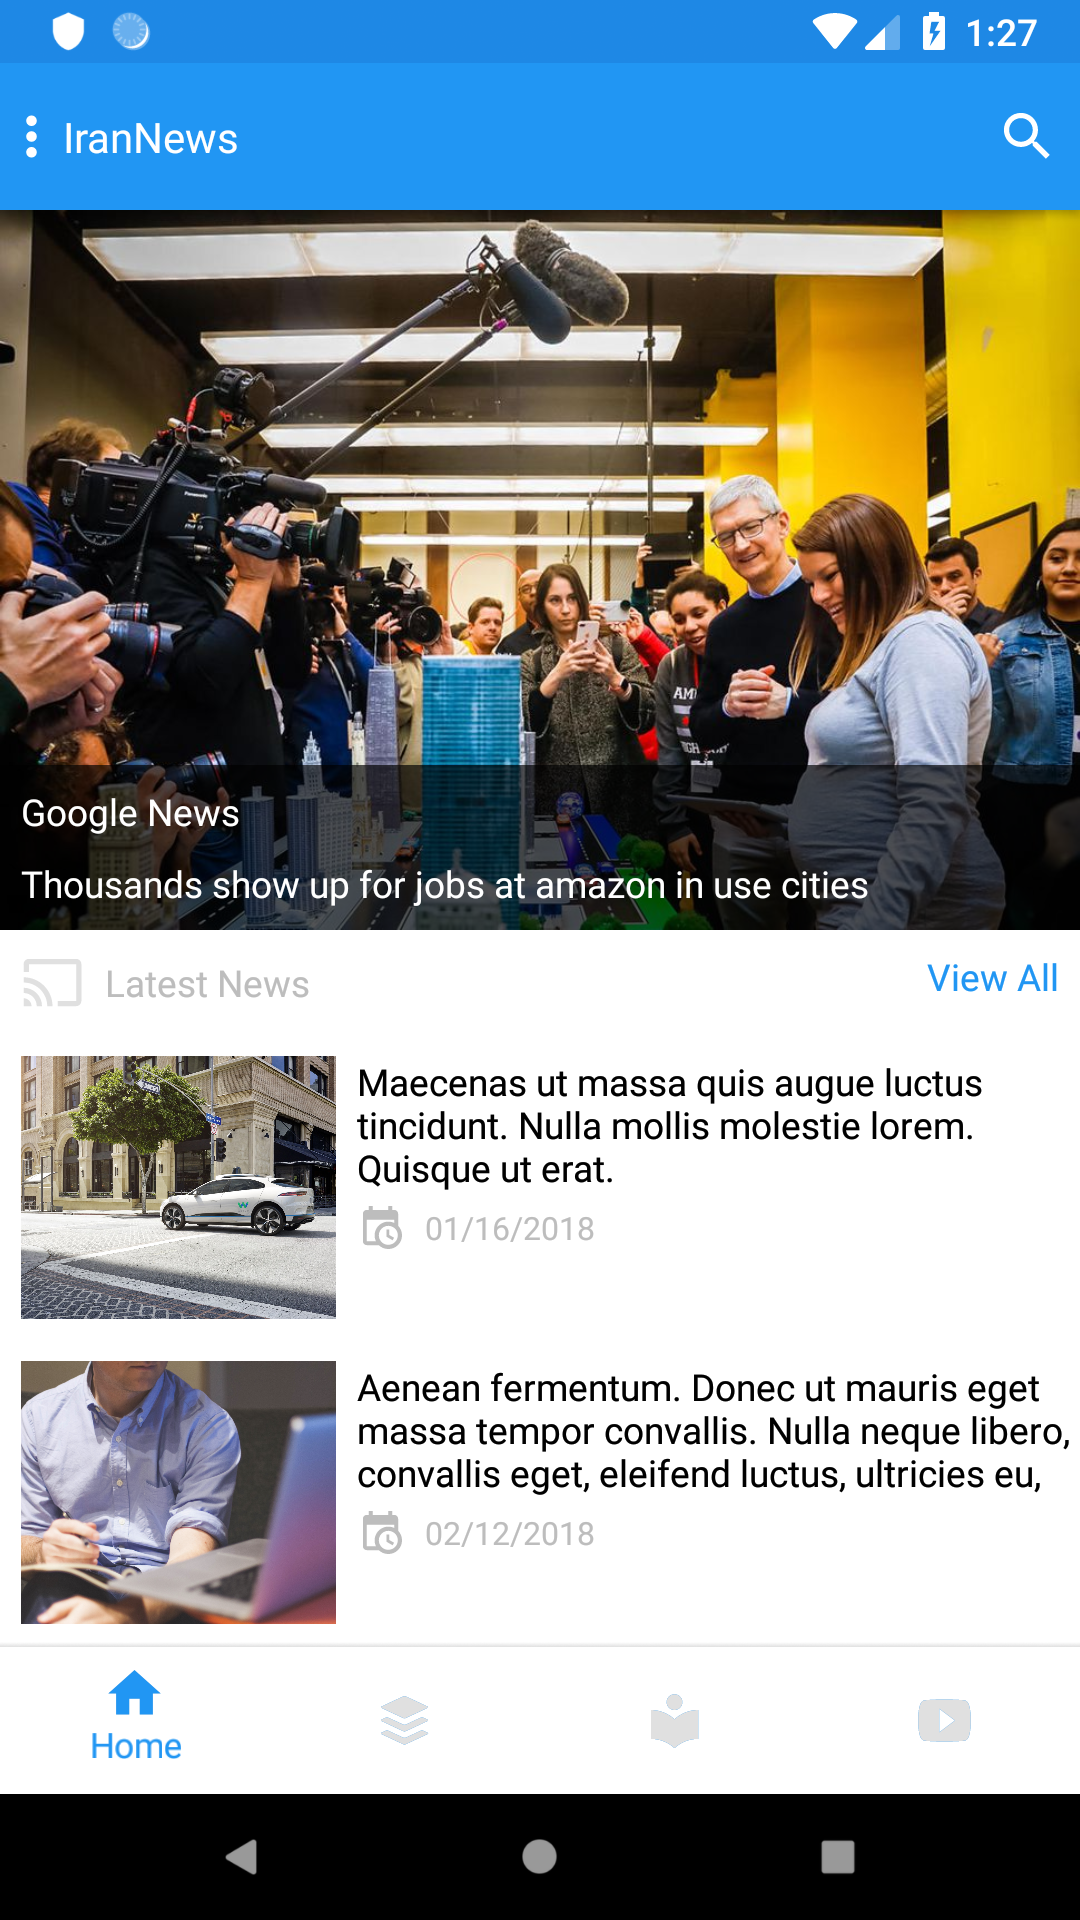 1:27
IranNews
Google News
Thousands show up for jobs at amazon in use cities
Latest News
View All
Maecenas ut massa quis augue luctus
tincidunt. Nulla mollis molestie lorem.
Quisque ut erat.
01/16/2018
Aenean fermentum. Donec ut mauris eget
massa tempor convallis. Nulla neque libero,
convallis eget, eleifend luctus, ultricies eu,
02/12/2018
Home